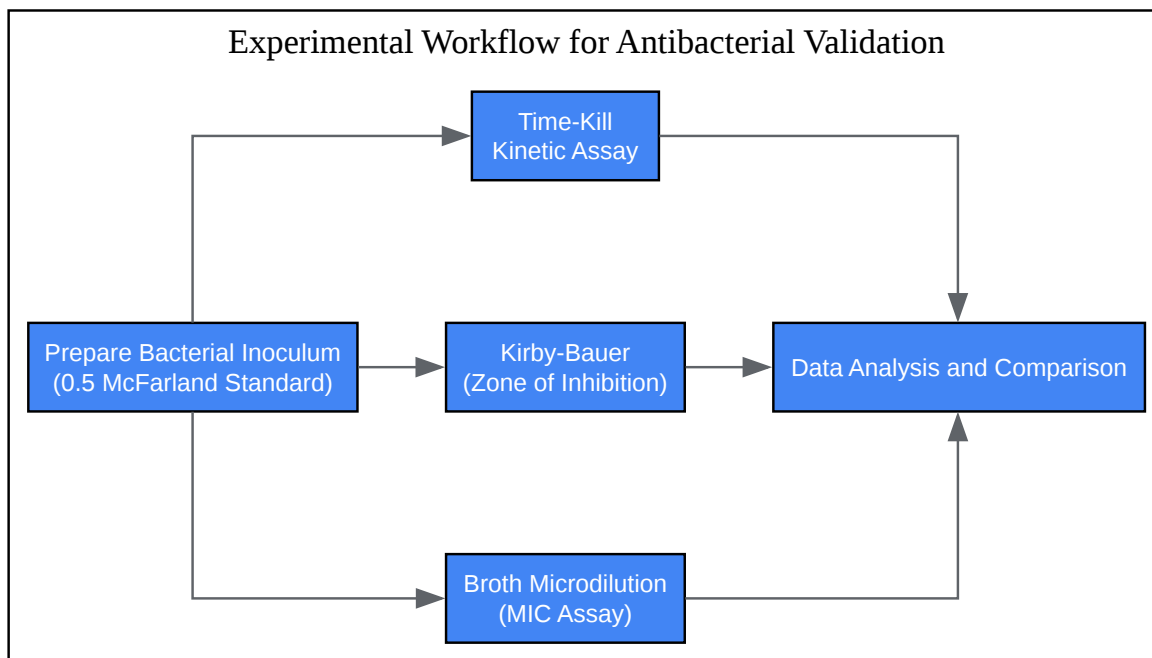 Experimental Workflow for Antibacterial Validation
Time-Kill
Kinetic Assay
Prepare Bacterial Inoculum
(0.5 McFarland Standard)
Kirby-Bauer
(Zone of Inhibition)
Data Analysis and Comparison
Broth Microdilution
(MIC Assay)